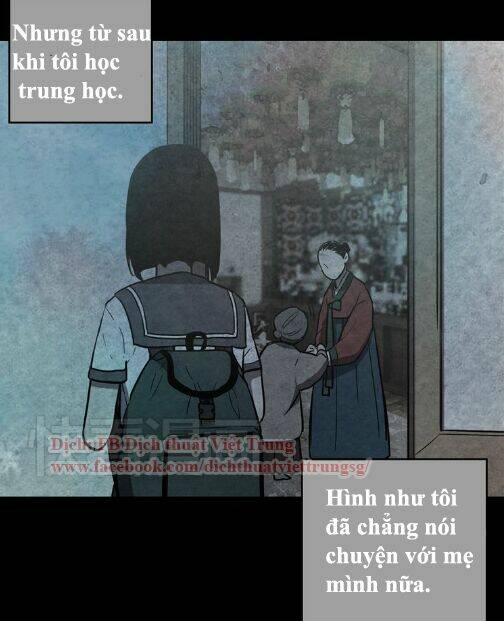 Nhưng từ sau
khi tôi học
trung học.
Dịch: FB Dịch thuật Việt Trung
www.facebook.com/dichthuatviettrungsg/
Hình như tôi
đã chẳng nói
chuyện với mẹ
mình nữa.